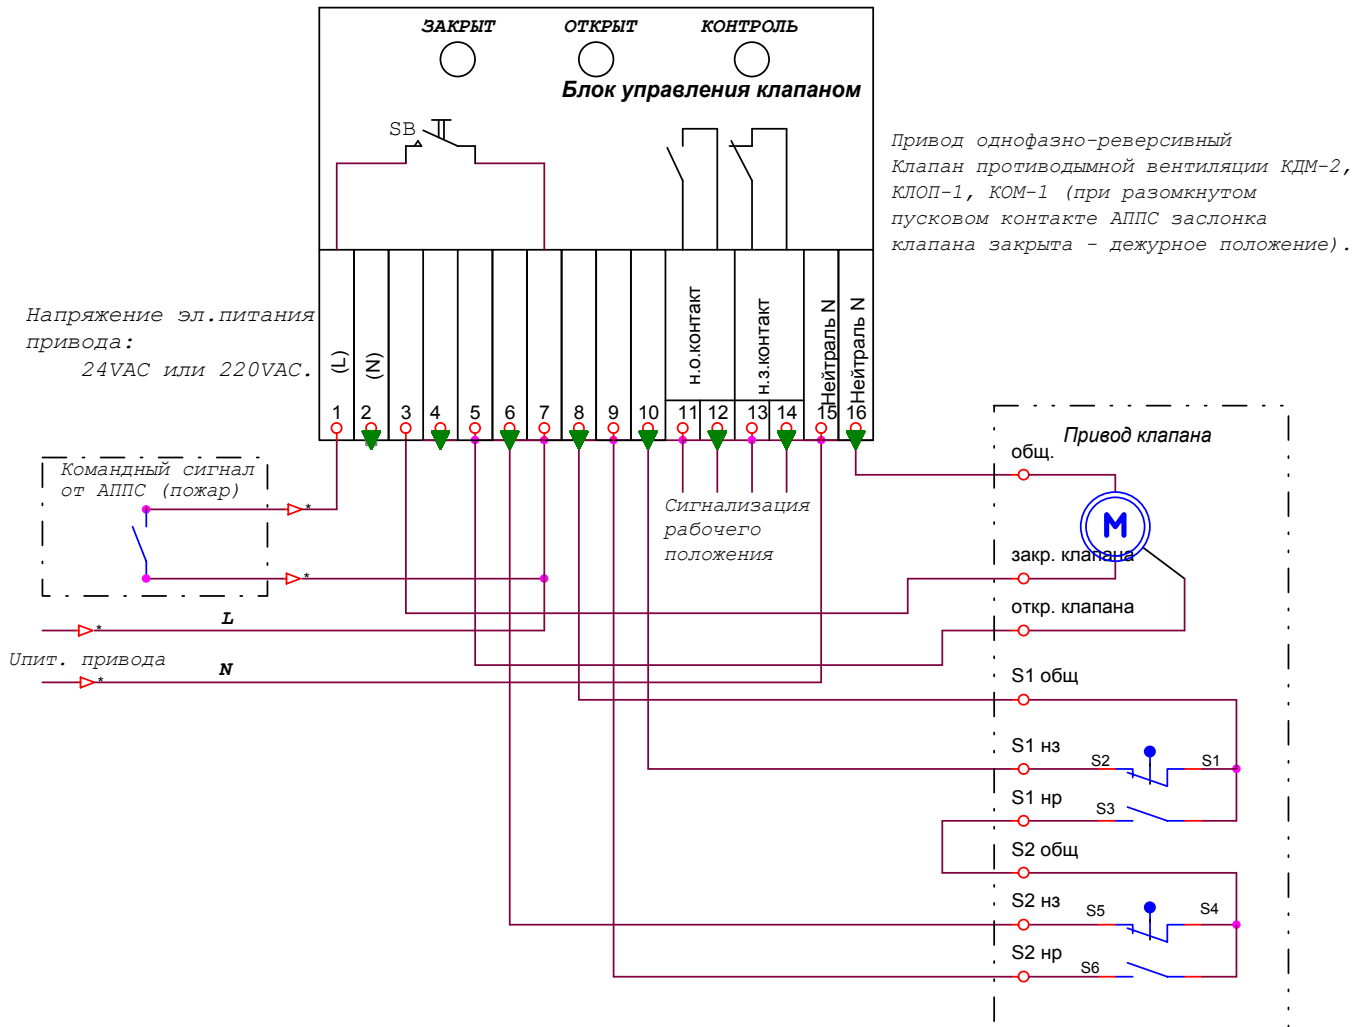 ЗАКРЫТ ОТКРЫТ КОНТРОЛЬ
Блок управления клапаном
SB
Привод однофазно-реверсивный
Клапан противодымной вентиляции КДМ-2,
КЛОП-1, КОМ-1 (при разомкнутом
пусковом контакте АППС заслонка
клапана закрыта - дежурное положение).
Напряжение эл.питания
привода:
24VAC или 220VAC.
(L)
(N)
н.о.контакт
н.з.контакт
Нейтраль N
Нейтраль N
1 2 3 4 5 6 7 8 9 10 11 12 13 14 15 16
Командный сигнал
от АППС (пожар)
*
*
Сигнализация
рабочего
положения
L
*
Uпит. привода
N
*
Привод клапана
общ.
M
закр. клапана
откр. клапана
S1 общ
S1 нз
S2 S1
S1 нр
S3
S2 общ
S2 нз
S5 S4
S2 нр
S6